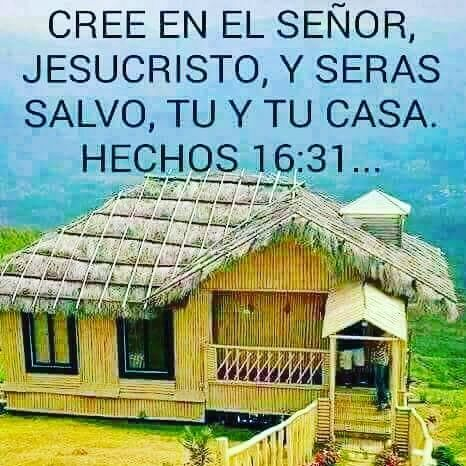 CREE EN EL SEÑOR,
JESUCRISTO, Y SERAS
SALVO, TU Y TU CASA.
HECHOS 16:31...